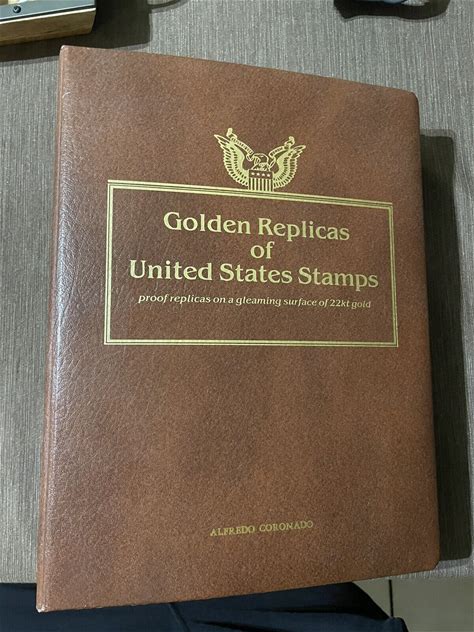 Golden Replicas
of
United States Stamps
proof replicas on a gleaming surface of 22kt gold
ALFREDO CORONADO